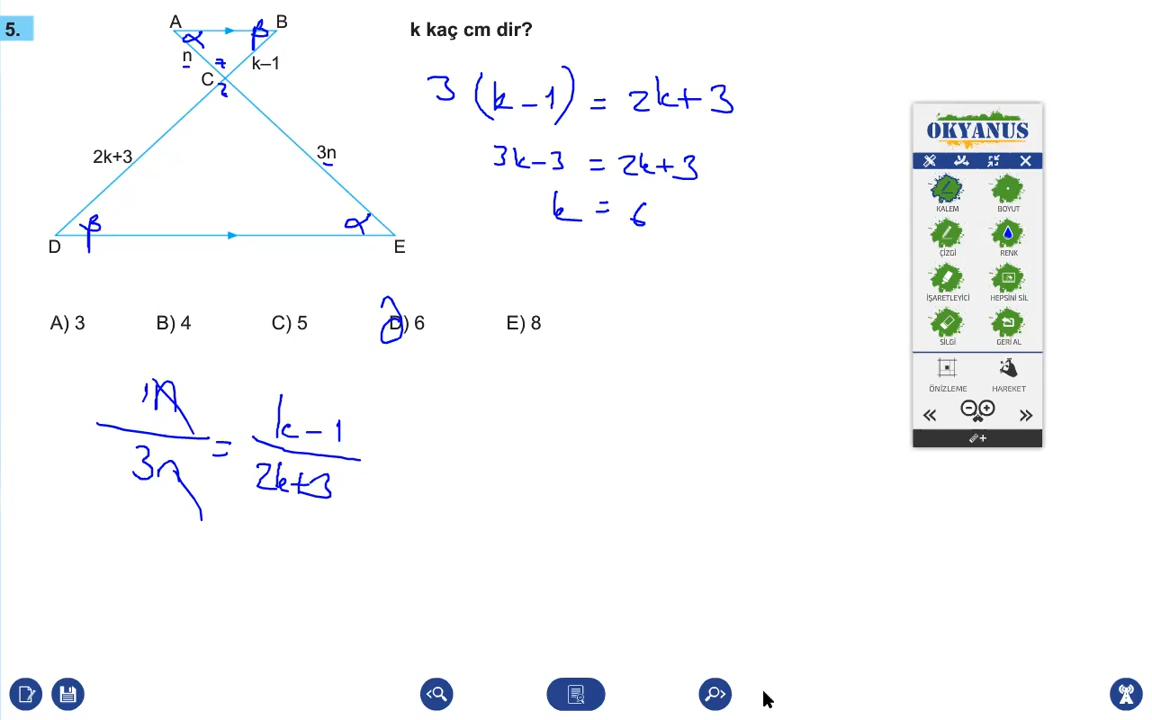 5.
k kaç cm dir?
A
B
α
β
n
k–1
C
2k+3
3n
β
α
D
E
3 (k - 1) = 2k + 3
3k - 3 = 2k + 3
k = 6
A) 3
B) 4
C) 5
D) 6
E) 8
1n
3n
=
k - 1
2k+3
OKYANUS
KALEM
BOYUT
ÇİZGİ
RENK
İŞARETLEYİCİ
HEPSİNİ SİL
SİLGİ
GERİ AL
ÖNİZLEME
HAREKET